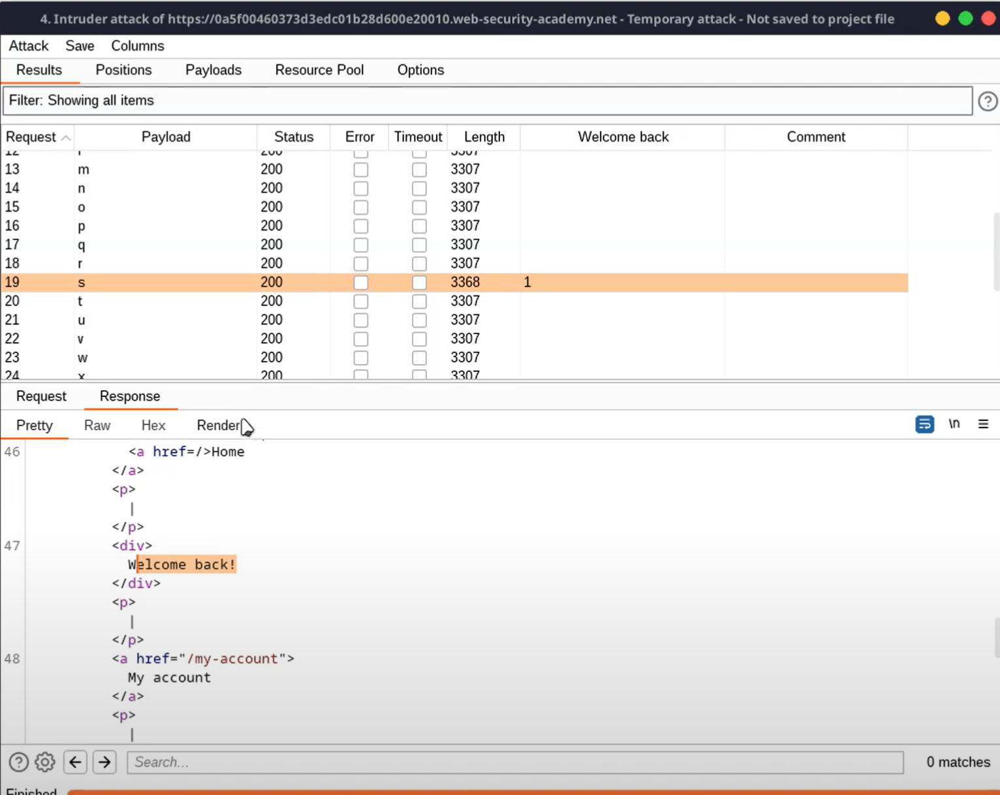 4. Intruder attack of https://0a5f00460373d3edc01b28d600e20010.web-security-academy.net - Temporary attack - Not saved to project file
Attack Save Columns
Results Positions Payloads Resource Pool Options
Filter: Showing all items
?
Request Payload Status Error Timeout Length Welcome back Comment
12 200 3307
13 m 200 3307
14 n 200 3307
15 o 200 3307
16 p 200 3307
17 q 200 3307
18 r 200 3307
19 s 200 3368 1
20 t 200 3307
21 u 200 3307
22 v 200 3307
23 w 200 3307
24 x 200 3307
Request Response
Pretty Raw Hex Render \n
46 <a href=/>Home
</a>
<p>
|
</p>
47 <div>
Welcome back!
</div>
<p>
|
</p>
48 <a href="/my-account">
My account
</a>
<p>
|
? Search... 0 matches
Finished